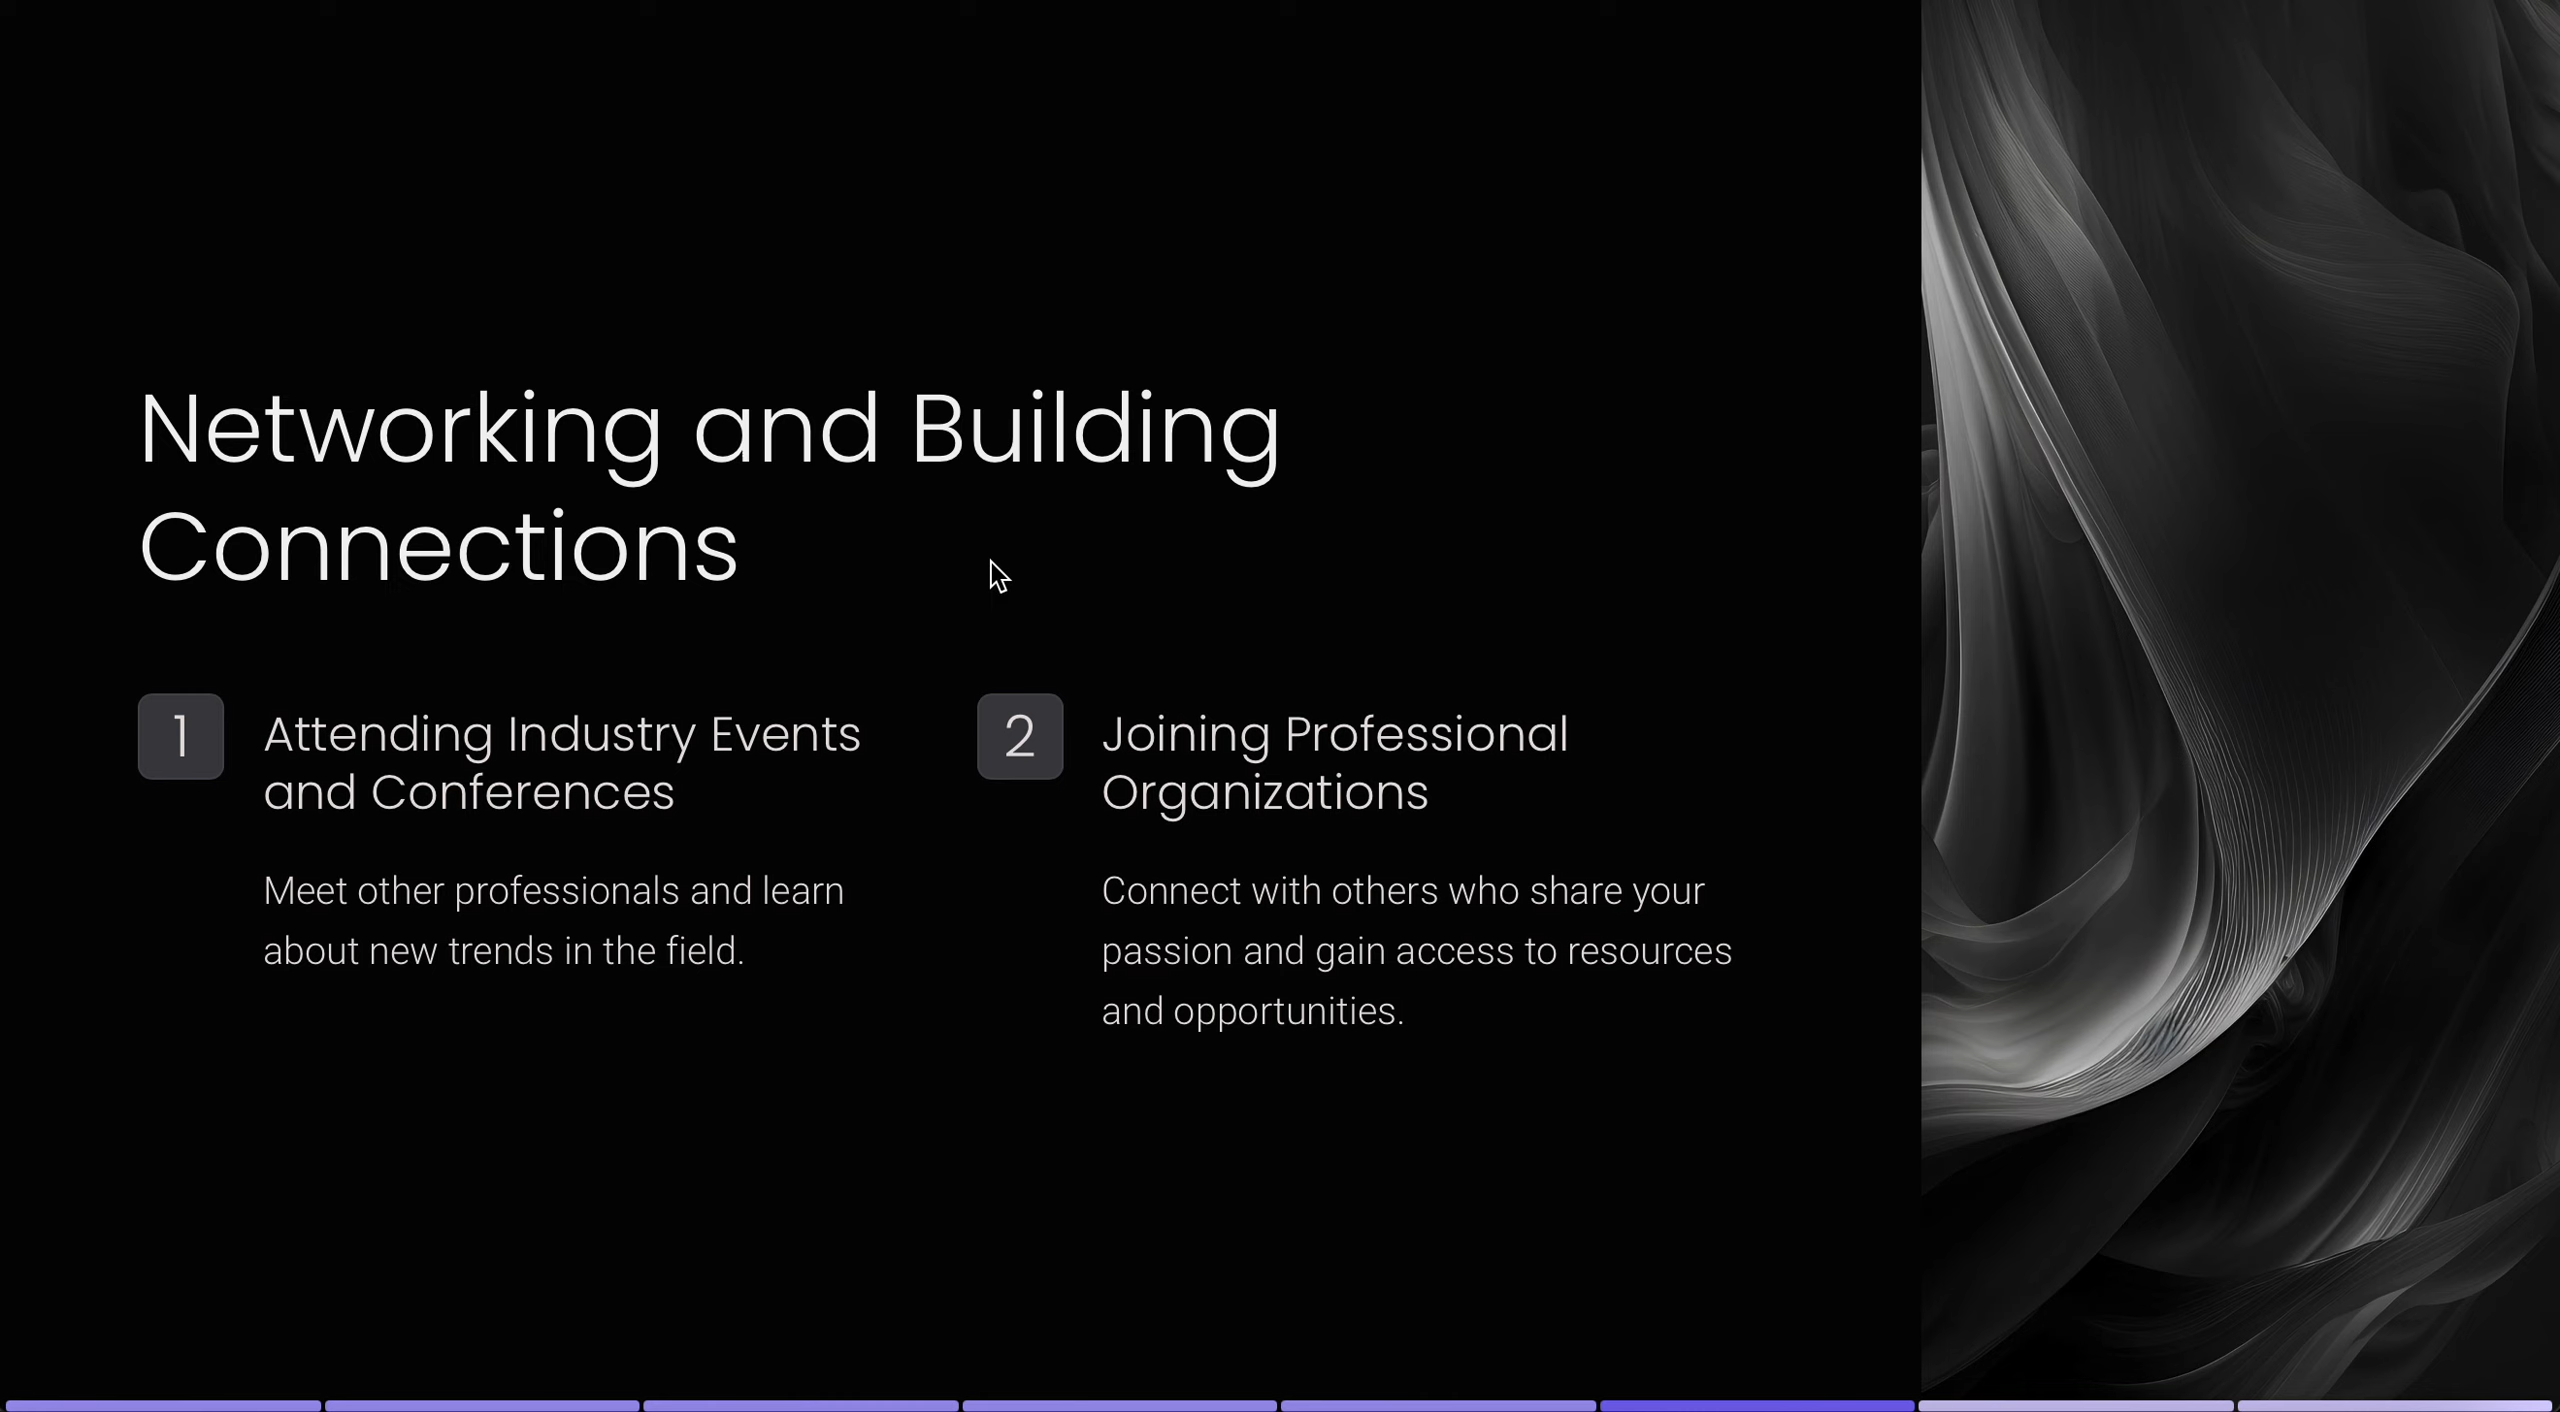 Networking and Building
Connections
1
Attending Industry Events
and Conferences
Meet other professionals and learn
about new trends in the field.
2
Joining Professional
Organizations
Connect with others who share your
passion and gain access to resources
and opportunities.